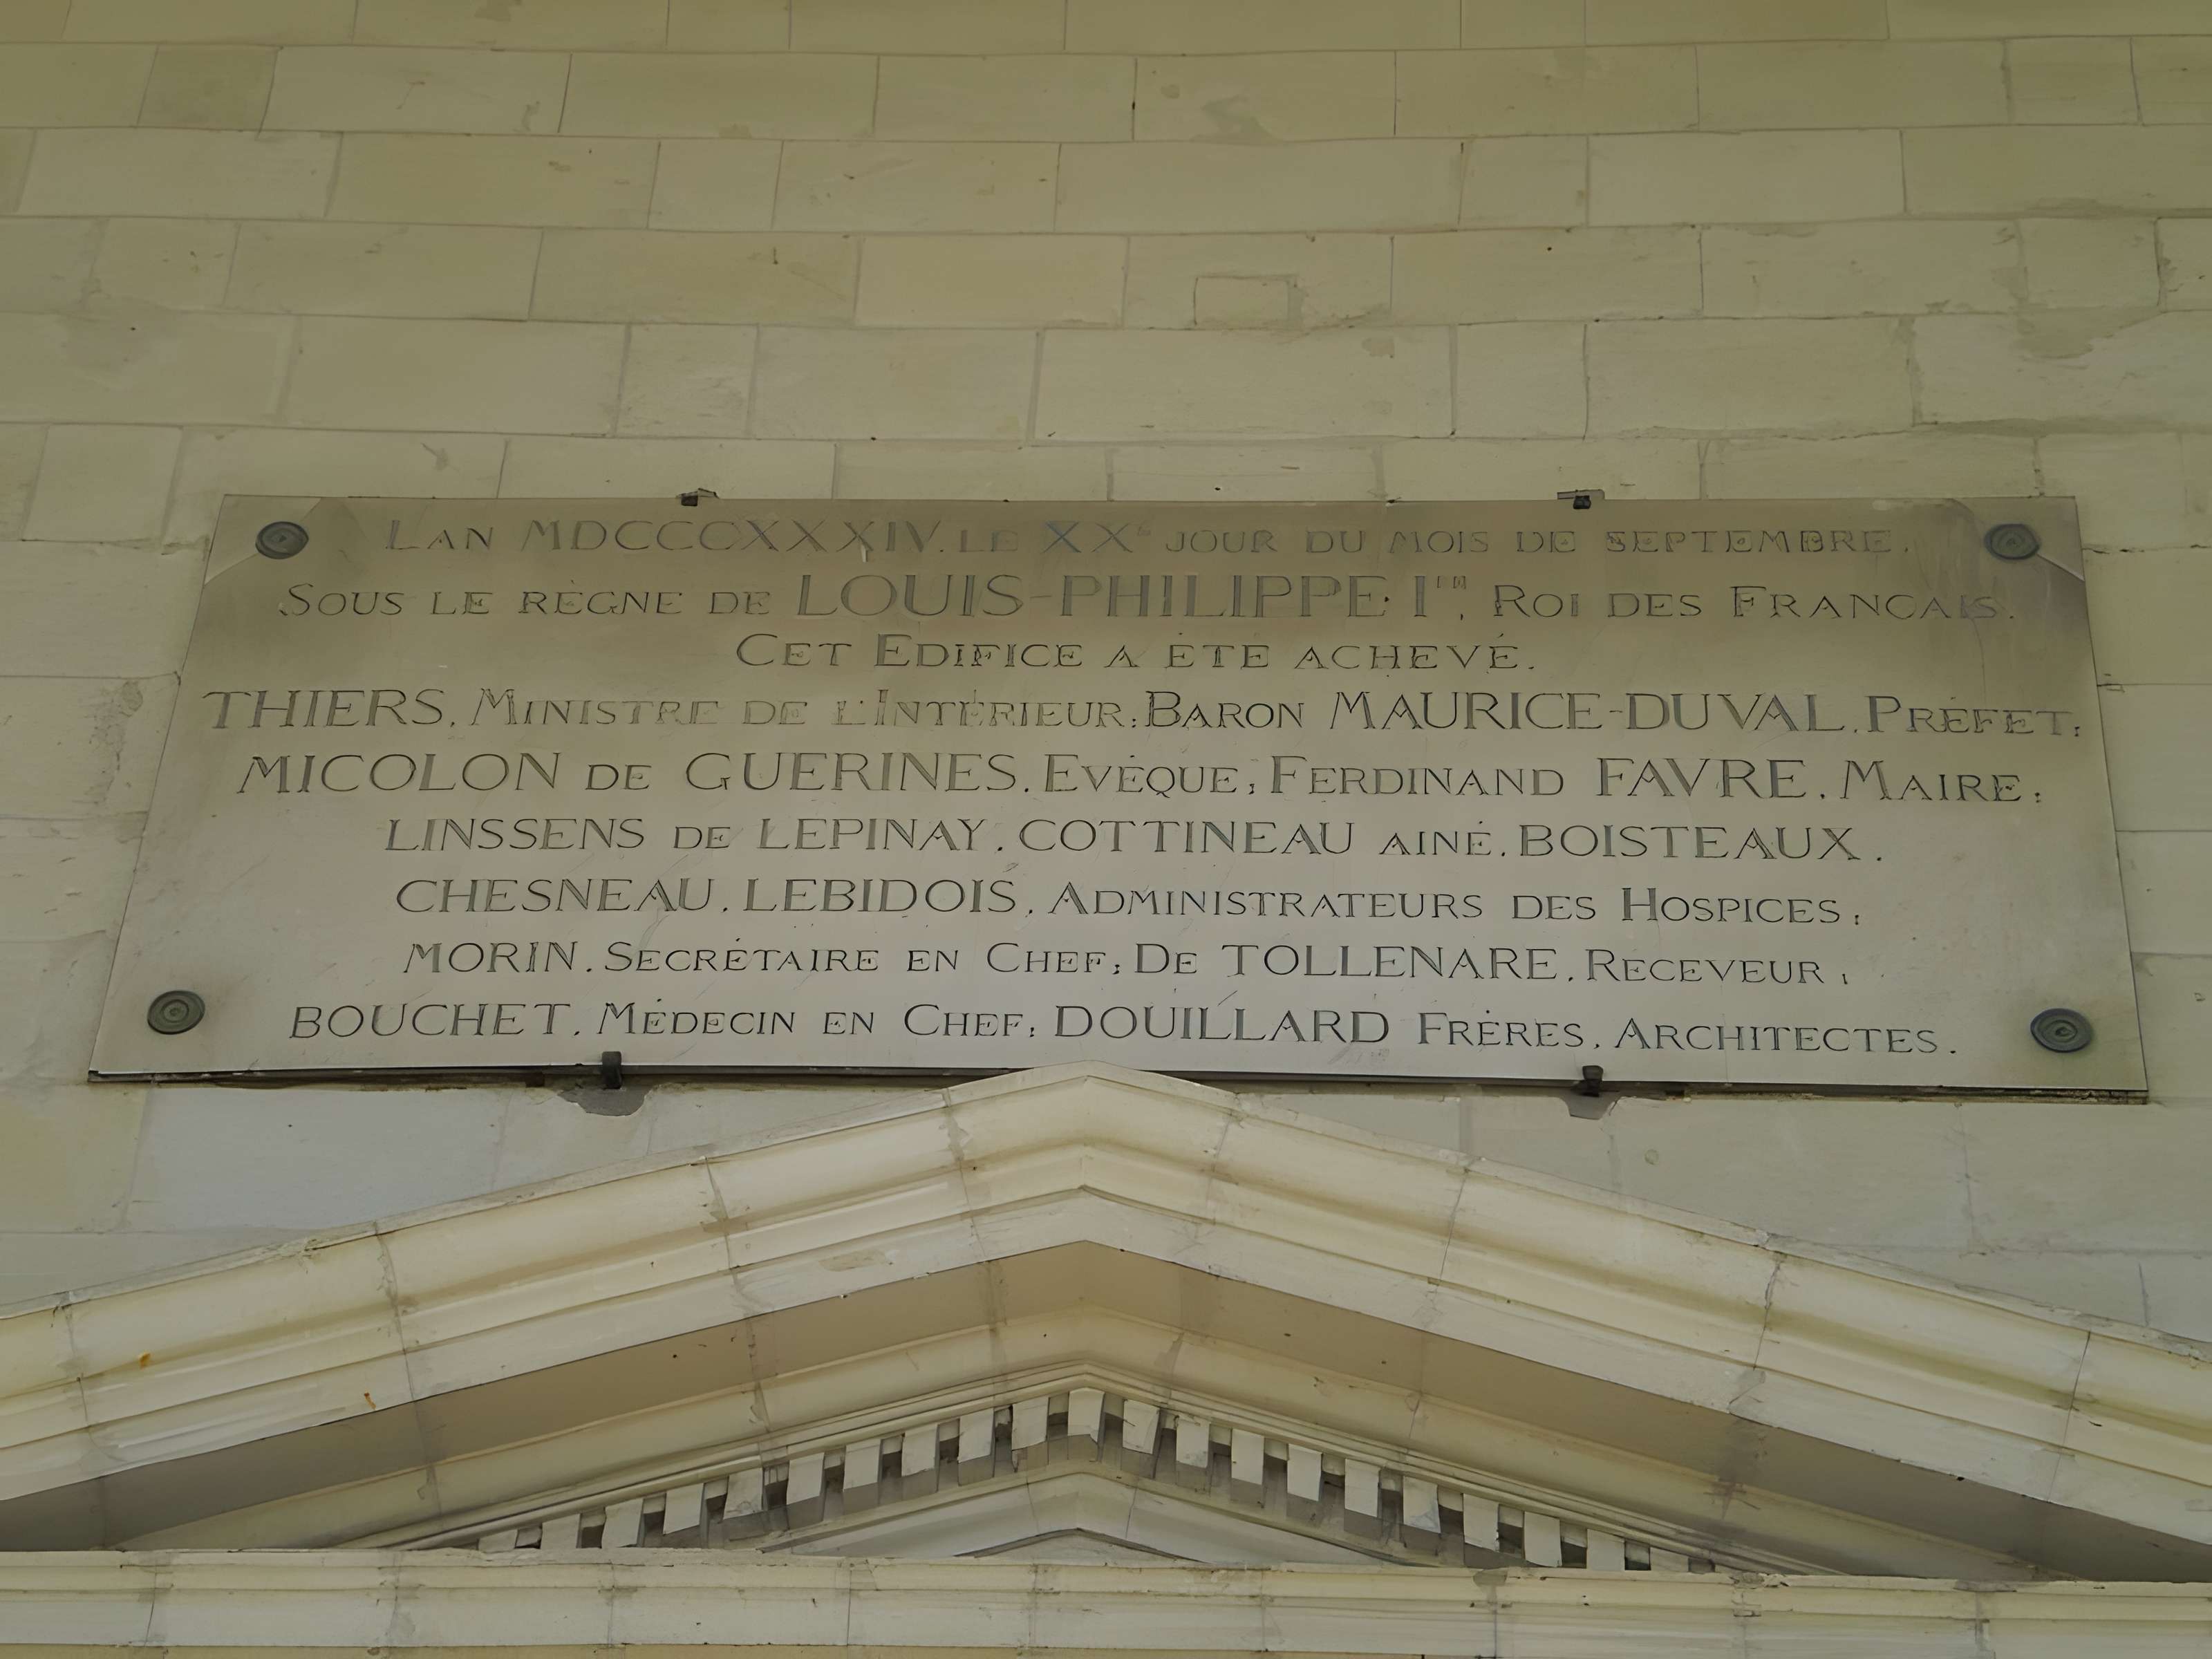 LAN MDCCCXXXIV. LE XXe JOUR DU MOIS DE SEPTEMBRE.
SOUS LE RÈGNE DE LOUIS-PHILIPPE. Ier, ROI DES FRANCAIS.
CET EDIFICE A ÉTÉ ACHEVÉ.
THIERS. MINISTRE DE L'INTÉRIEUR; BARON MAURICE-DUVAL. PRÉFET;
MICOLON DE GUERINES. EVÊQUE; FERDINAND FAVRE. MAIRE;
LINSSENS DE LEPINAY. COTTINEAU AINÉ. BOISTEAUX.
CHESNEAU. LEBIDOIS. ADMINISTRATEURS DES HOSPICES;
MORIN. SECRÉTAIRE EN CHEF; DE TOLLENARE. RECEVEUR;
BOUCHET. MÉDECIN EN CHEF; DOUILLARD FRÈRES. ARCHITECTES.